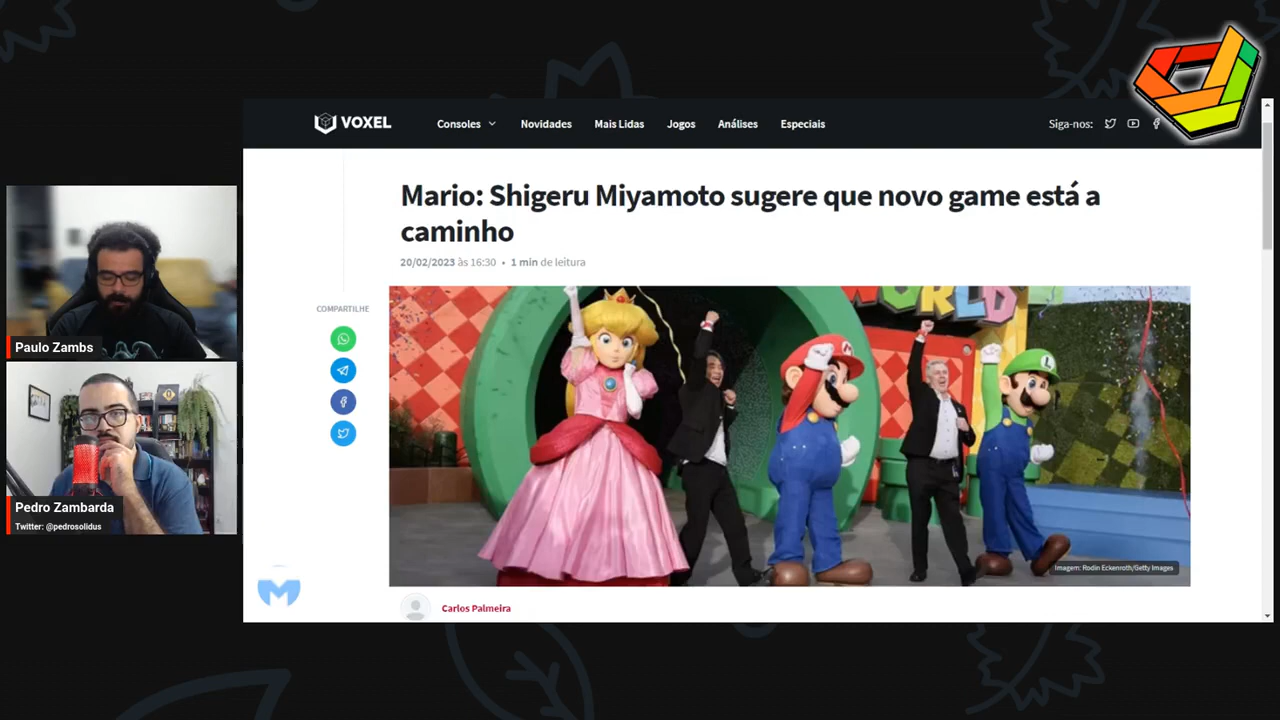 VOXEL
Consoles
Novidades
Mais Lidas
Jogos
Análises
Especiais
Siga-nos:
Mario: Shigeru Miyamoto sugere que novo game está a
caminho
20/02/2023 às 16:30 • 1 min de leitura
COMPARTILHE
WORLD
Imagem: Rodin Eckenroth/Getty Images
Carlos Palmeira
Paulo Zambs
Pedro Zambarda
Twitter: @pedrosolidus